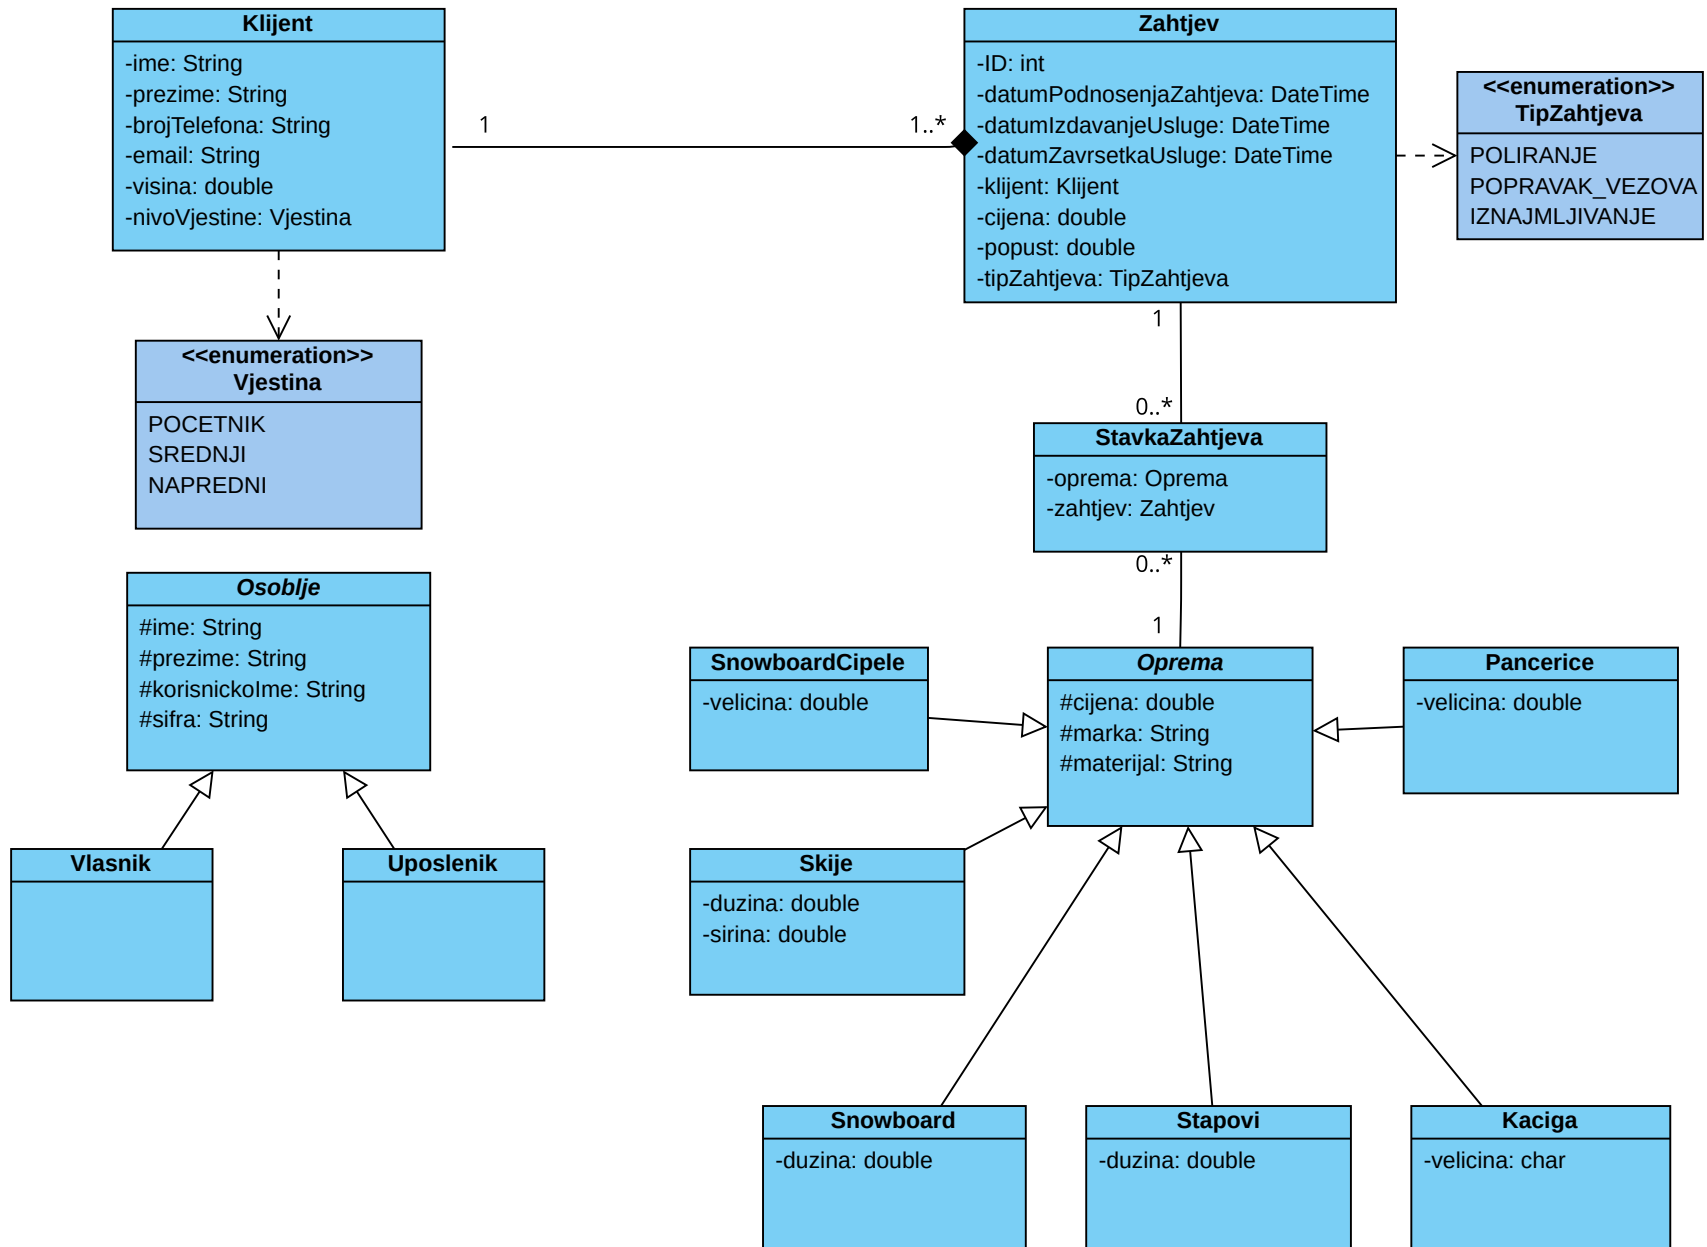 Klijent
-ime: String
-prezime: String
-brojTelefona: String
-email: String
-visina: double
-nivoVjestine: Vjestina
1
1..*
Zahtjev
-ID: int
-datumPodnosenjaZahtjeva: DateTime
-datumIzdavanjeUsluge: DateTime
-datumZavrsetkaUsluge: DateTime
-klijent: Klijent
-cijena: double
-popust: double
-tipZahtjeva: TipZahtjeva
<<enumeration>>
TipZahtjeva
POLIRANJE
POPRAVAK_VEZOVA
IZNAJMLJIVANJE
<<enumeration>>
Vjestina
POCETNIK
SREDNJI
NAPREDNI
1
0..*
StavkaZahtjeva
-oprema: Oprema
-zahtjev: Zahtjev
0..*
1
Osoblje
#ime: String
#prezime: String
#korisnickoIme: String
#sifra: String
Vlasnik
Uposlenik
SnowboardCipele
-velicina: double
Oprema
#cijena: double
#marka: String
#materijal: String
Pancerice
-velicina: double
Skije
-duzina: double
-sirina: double
Snowboard
-duzina: double
Stapovi
-duzina: double
Kaciga
-velicina: char